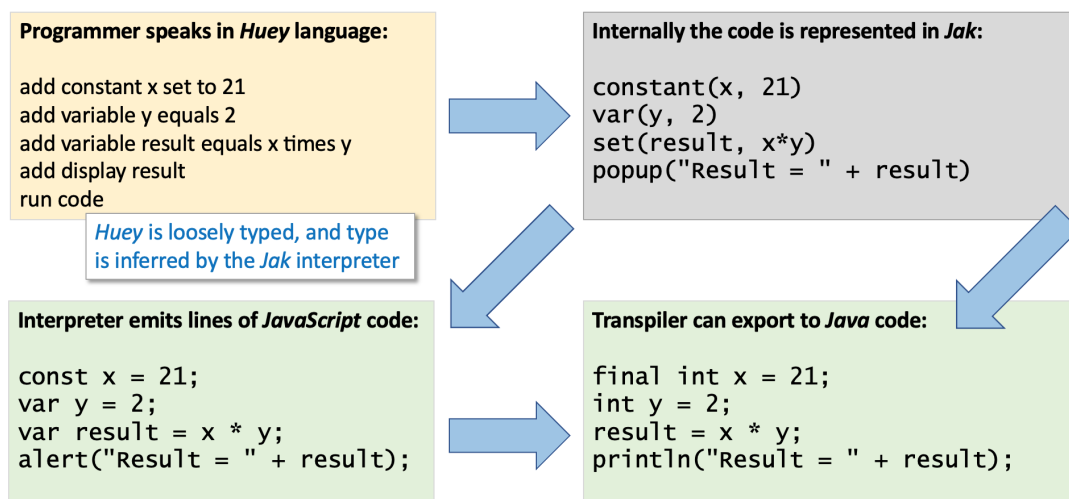 Programmer speaks in Huey language:
add constant x set to 21
add variable y equals 2
add variable result equals x times y
add display result
run code
Huey is loosely typed, and type
is inferred by the Jak interpreter
Internally the code is represented in Jak:
constant(x, 21)
var(y, 2)
set(result, x*y)
popup("Result = " + result)
Interpreter emits lines of JavaScript code:
const x = 21;
var y = 2;
var result = x * y;
alert("Result = " + result);
Transpiler can export to Java code:
final int x = 21;
int y = 2;
result = x * y;
println("Result = " + result);